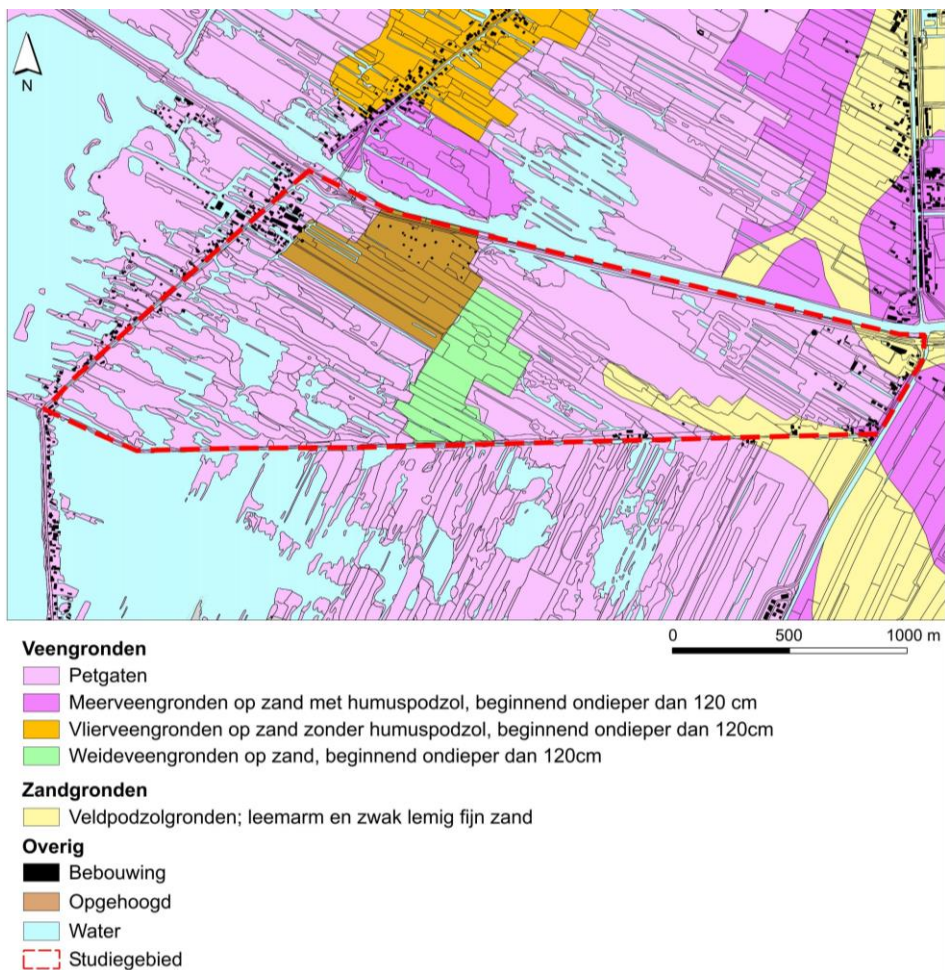 N
0 500 1000 m
Veengronden
Petgaten
Meerveengronden op zand met humuspodzol, beginnend ondieper dan 120 cm
Vlierveengronden op zand zonder humuspodzol, beginnend ondieper dan 120cm
Weideveengronden op zand, beginnend ondieper dan 120cm
Zandgronden
Veldpodzolgronden; leemarm en zwak lemig fijn zand
Overig
Bebouwing
Opgehoogd
Water
Studiegebied